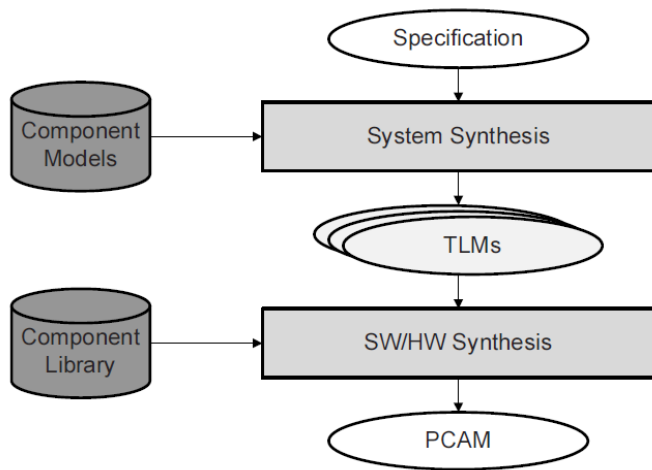 Specification
Component
Models
System Synthesis
TLMs
Component
Library
SW/HW Synthesis
PCAM